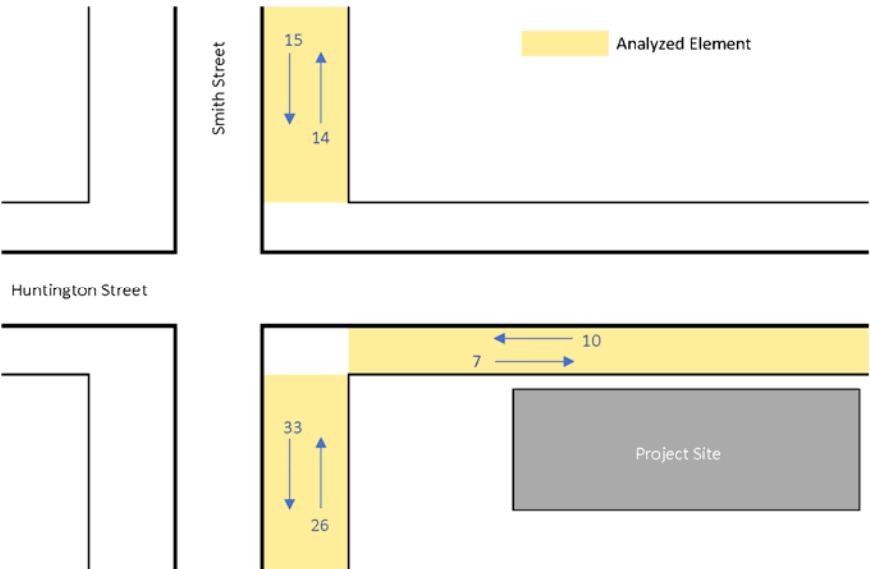 15
Smith Street
Analyzed Element
14
Huntington Street
10
7
33
Project Site
26